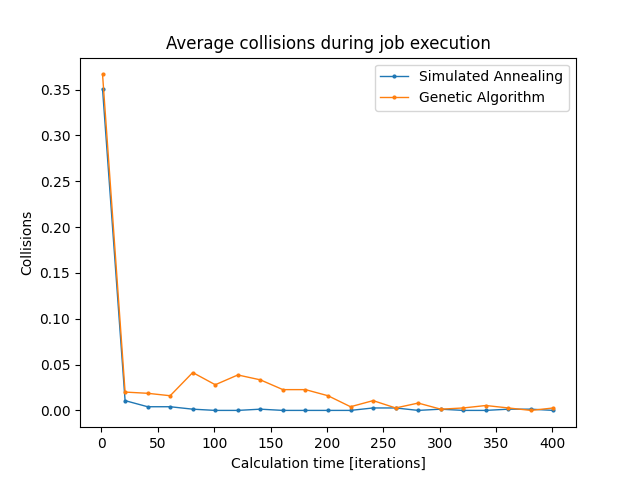 Average collisions during job execution
Simulated Annealing
Genetic Algorithm
Collisions
0.35
0.30
0.25
0.20
0.15
0.10
0.05
0.00
0 50 100 150 200 250 300 350 400
Calculation time [iterations]